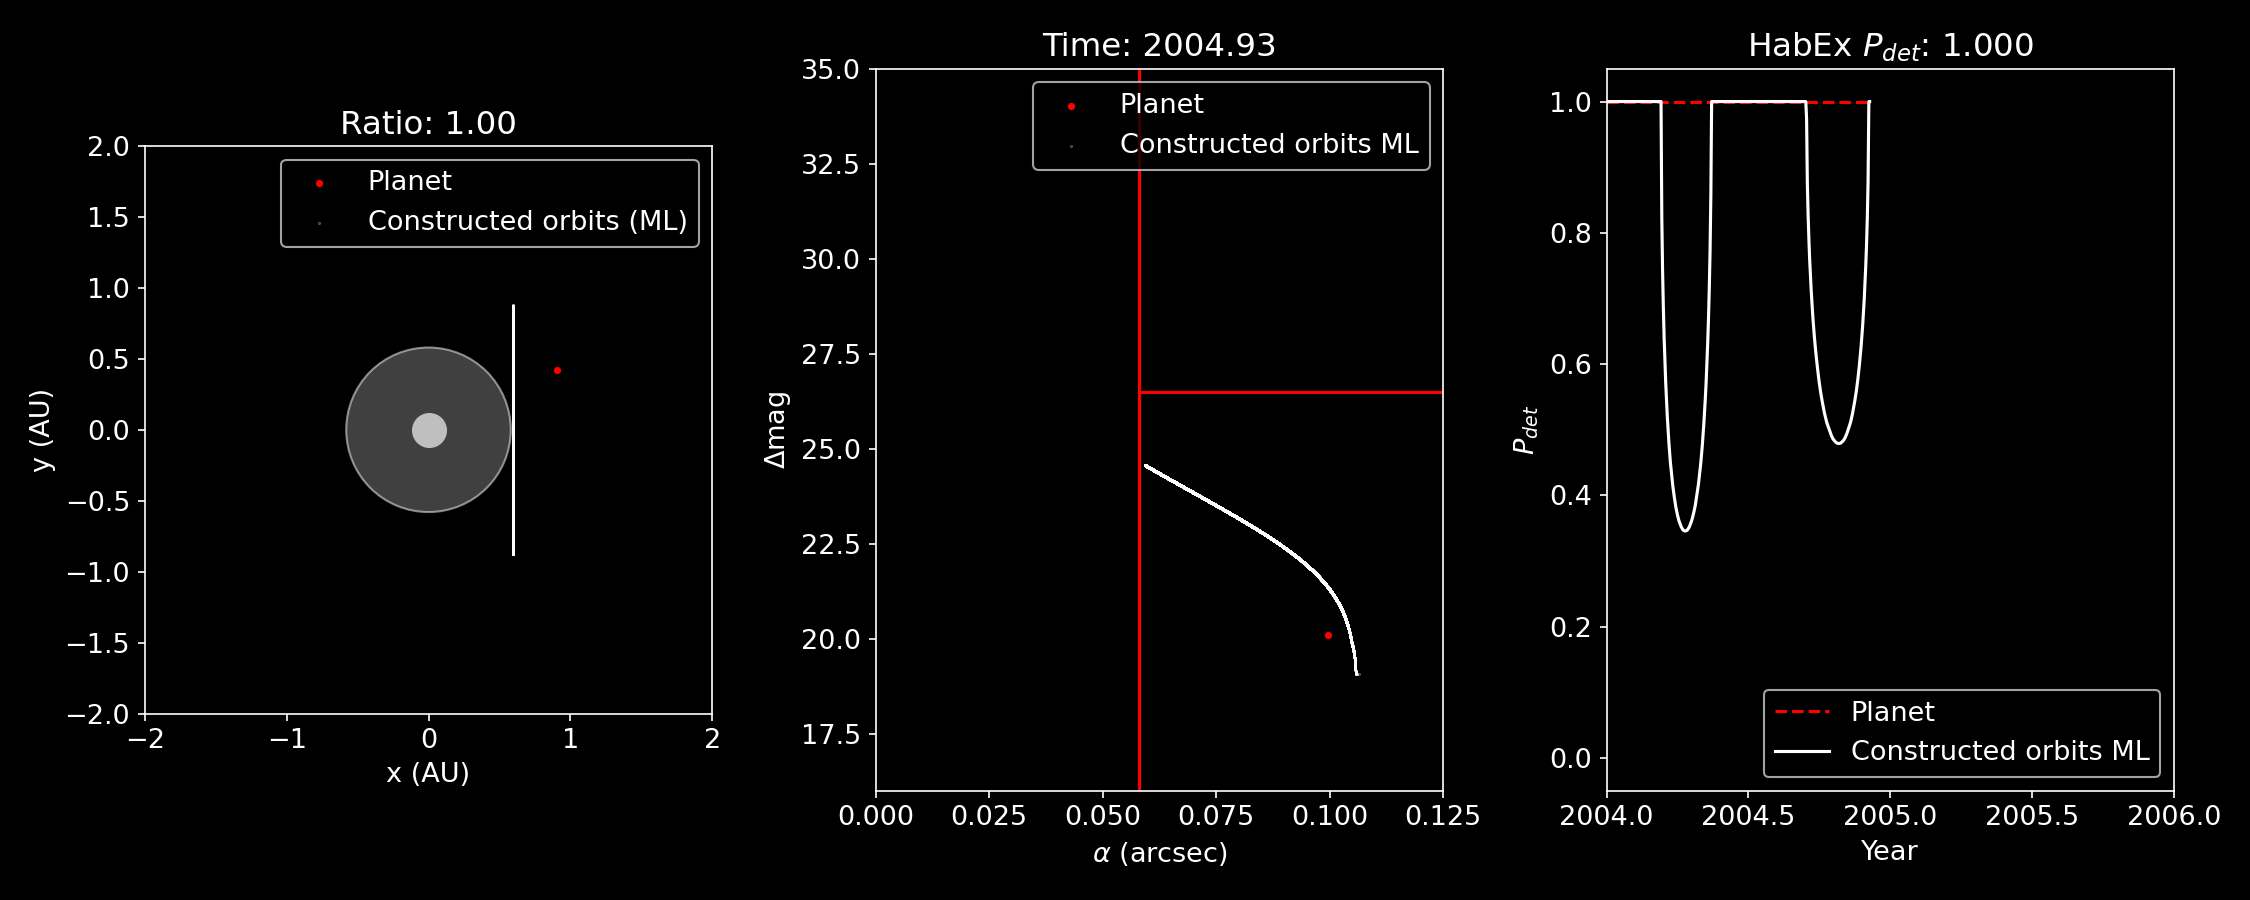 Ratio: 1.00
Planet
Constructed orbits (ML)
2.0
1.5
1.0
0.5
0.0
−0.5
−1.0
−1.5
−2.0
−2
−1
0
1
2
x (AU)
y (AU)
Time: 2004.93
Planet
Constructed orbits ML
35.0
32.5
30.0
27.5
25.0
22.5
20.0
17.5
0.000
0.025
0.050
0.075
0.100
0.125
α (arcsec)
Δmag
HabEx P_det: 1.000
1.0
0.8
0.6
0.4
0.2
0.0
P_det
Planet
Constructed orbits ML
2004.0
2004.5
2005.0
2005.5
2006.0
Year